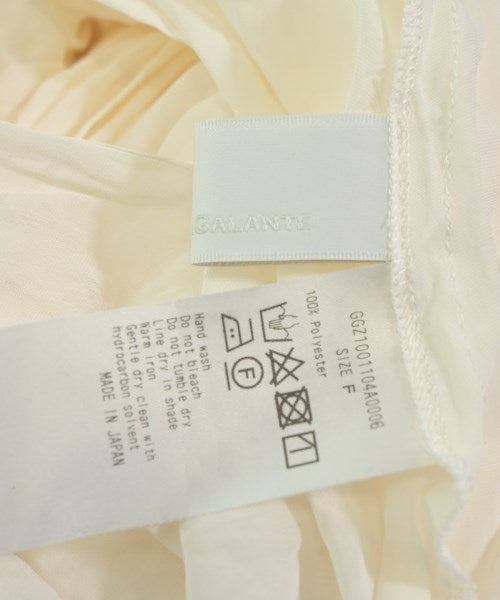 GALANTE
GGZ1001104A0006
SIZE F
100% Polyester
F
Hand wash
Do not bleach
Do not tumble dry
Line dry in shade
Warm iron
Gentle dry clean with
hydrocarbon solvent
MADE IN JAPAN